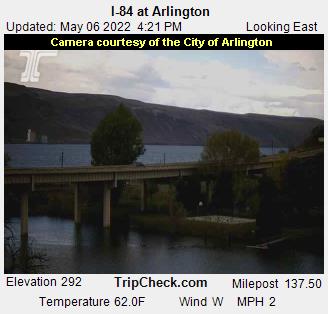 I-84 at Arlington
Updated: May 06 2022 4:21 PM Looking East
Camera courtesy of the City of Arlington
Elevation 292 TripCheck.com Milepost 137.50
Temperature 62.0F Wind W MPH 2